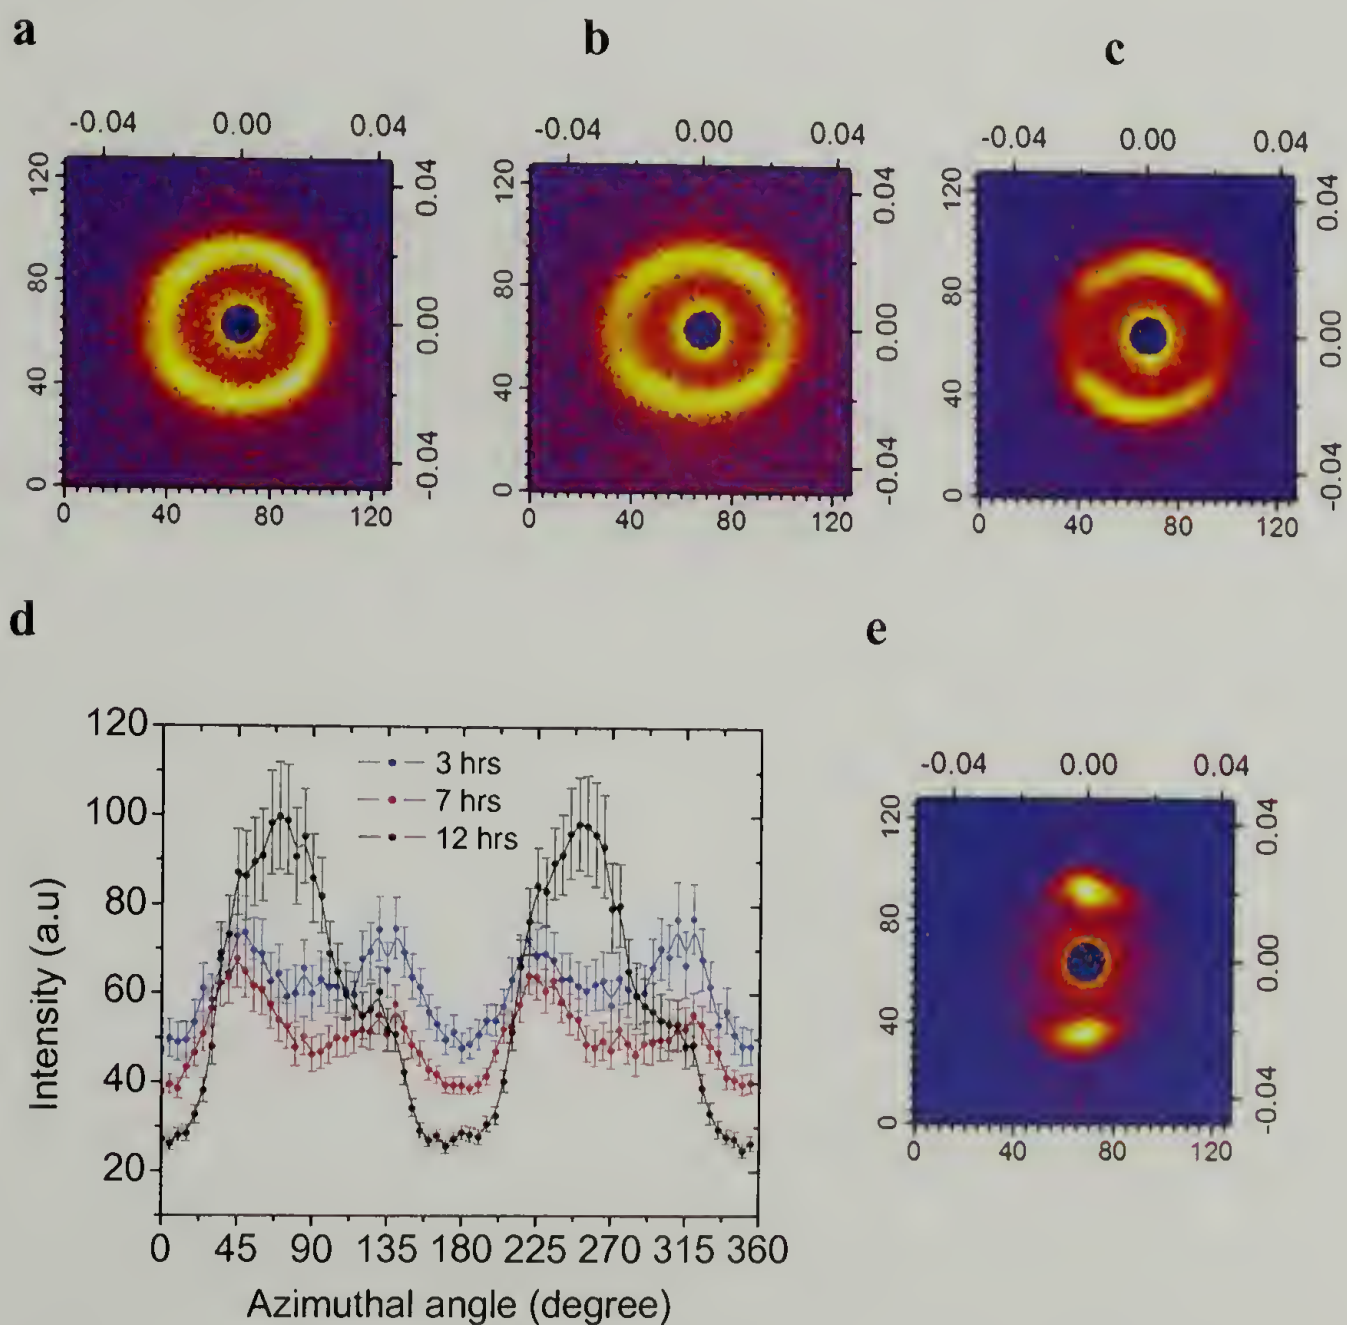 a
b
c
-0.04 0.00 0.04
120 80 40 0
0.04 0.00 -0.04
0 40 80 120
-0.04 0.00 0.04
120 80 40 0
0.04 0.00 -0.04
0 40 80 120
-0.04 0.00 0.04
120 80 40 0
0.04 0.00 -0.04
0 40 80 120
d
120
100
80
60
40
20
Intensity (a.u)
3 hrs
7 hrs
12 hrs
0 45 90 135 180 225 270 315 360
Azimuthal angle (degree)
e
-0.04 0.00 0.04
120 80 40 0
0.04 0.00 -0.04
0 40 80 120